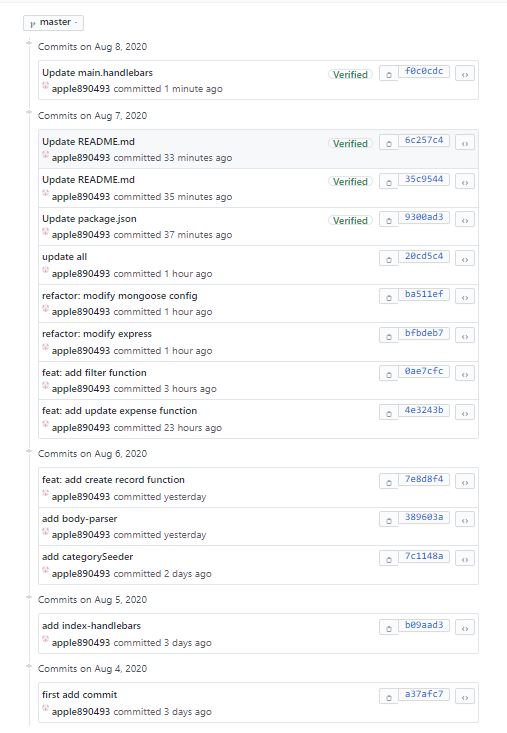 master
Commits on Aug 8, 2020
Update main.handlebars
Verified
f0c0cdc
apple890493 committed 1 minute ago
Commits on Aug 7, 2020
Update README.md
Verified
6c257c4
apple890493 committed 33 minutes ago
Update README.md
Verified
35c9544
apple890493 committed 35 minutes ago
Update package.json
Verified
9300ad3
apple890493 committed 37 minutes ago
update all
20cd5c4
apple890493 committed 1 hour ago
refactor: modify mongoose config
ba511ef
apple890493 committed 1 hour ago
refactor: modify express
bfbdeb7
apple890493 committed 1 hour ago
feat: add filter function
0ae7cfc
apple890493 committed 3 hours ago
feat: add update expense function
4e3243b
apple890493 committed 23 hours ago
Commits on Aug 6, 2020
feat: add create record function
7e8d8f4
apple890493 committed yesterday
add body-parser
389603a
apple890493 committed yesterday
add categorySeeder
7c1148a
apple890493 committed 2 days ago
Commits on Aug 5, 2020
add index-handlebars
b09aad3
apple890493 committed 3 days ago
Commits on Aug 4, 2020
first add commit
a37afc7
apple890493 committed 3 days ago